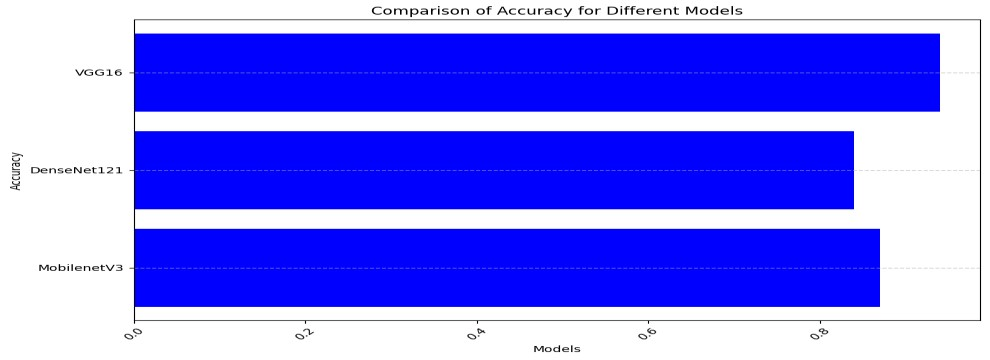 Comparison of Accuracy for Different Models
VGG16
DenseNet121
MobilenetV3
Accuracy
0.0
0.2
0.4
0.6
0.8
Models